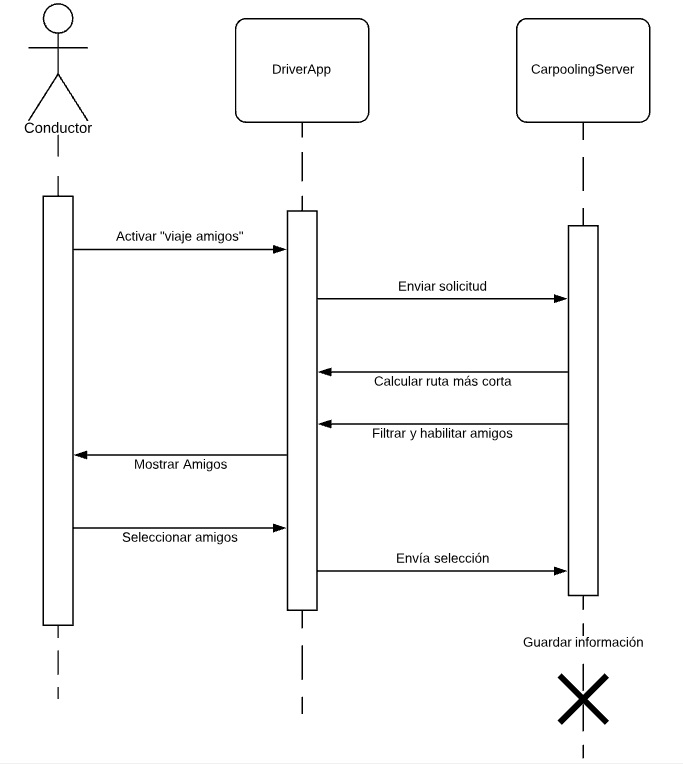 Conductor
DriverApp
CarpoolingServer
Activar "viaje amigos"
Enviar solicitud
Calcular ruta más corta
Filtrar y habilitar amigos
Mostrar Amigos
Seleccionar amigos
Envía selección
Guardar información